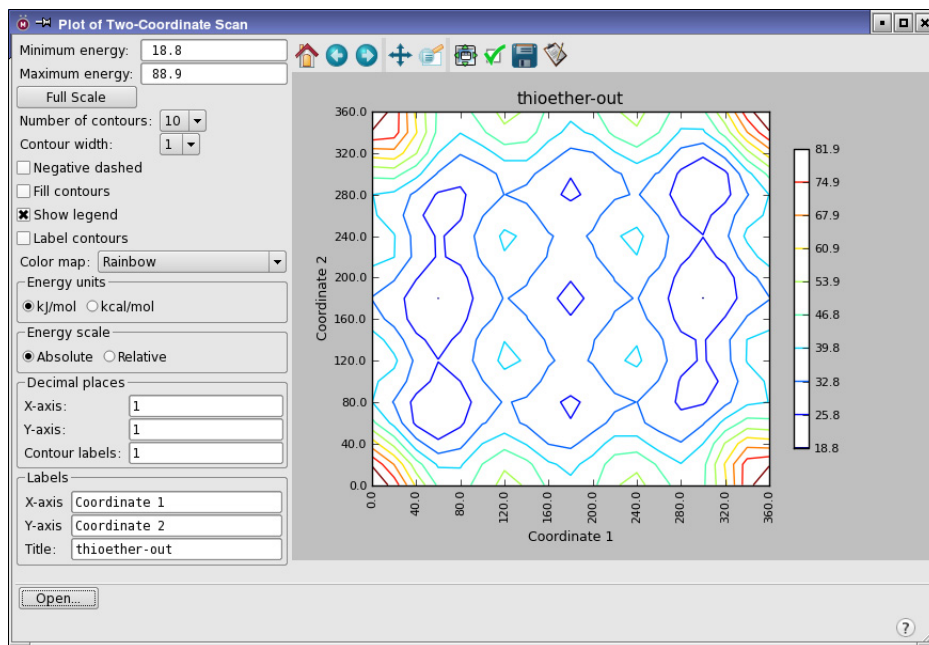 Plot of Two-Coordinate Scan
Minimum energy: 18.8
Maximum energy: 88.9
Full Scale
Number of contours: 10
Contour width: 1
Negative dashed
Fill contours
Show legend
Label contours
Color map: Rainbow
Energy units
kJ/mol kcal/mol
Energy scale
Absolute Relative
Decimal places
X-axis: 1
Y-axis: 1
Contour labels: 1
Labels
X-axis Coordinate 1
Y-axis Coordinate 2
Title: thioether-out
Open...
thioether-out
360.0
320.0
280.0
240.0
200.0
160.0
120.0
80.0
40.0
0.0
Coordinate 2
0.0 40.0 80.0 120.0 160.0 200.0 240.0 280.0 320.0 360.0
Coordinate 1
81.9
74.9
67.9
60.9
53.9
46.8
39.8
32.8
25.8
18.8
?